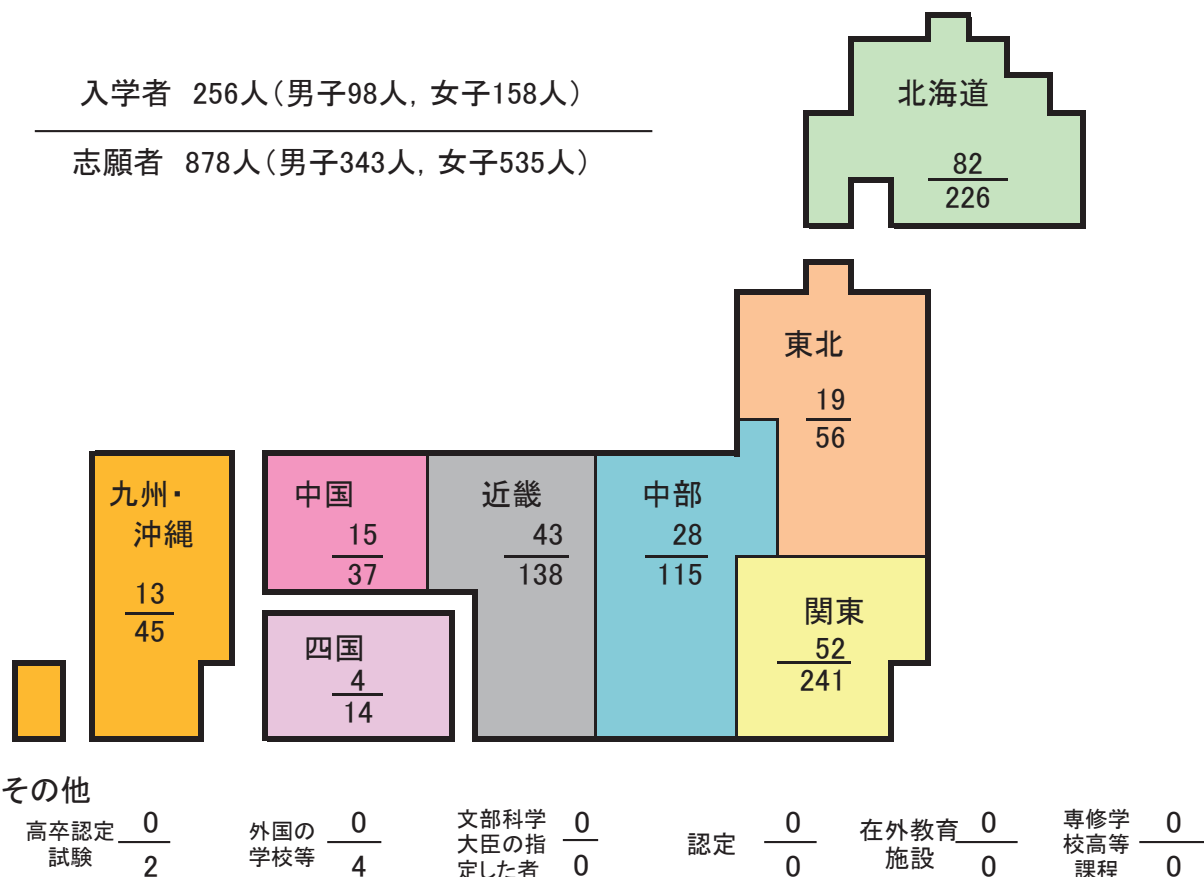 入学者 256人(男子98人, 女子158人)
志願者 878人(男子343人, 女子535人)
北海道
82
226
東北
19
56
九州・
沖縄
13
45
中国
15
37
近畿
43
138
中部
28
115
関東
52
241
四国
4
14
その他
高卒認定
試験
0
2
外国の
学校等
0
4
文部科学
大臣の指
定した者
0
0
認定
0
0
在外教育
施設
0
0
専修学
校高等
課程
0
0